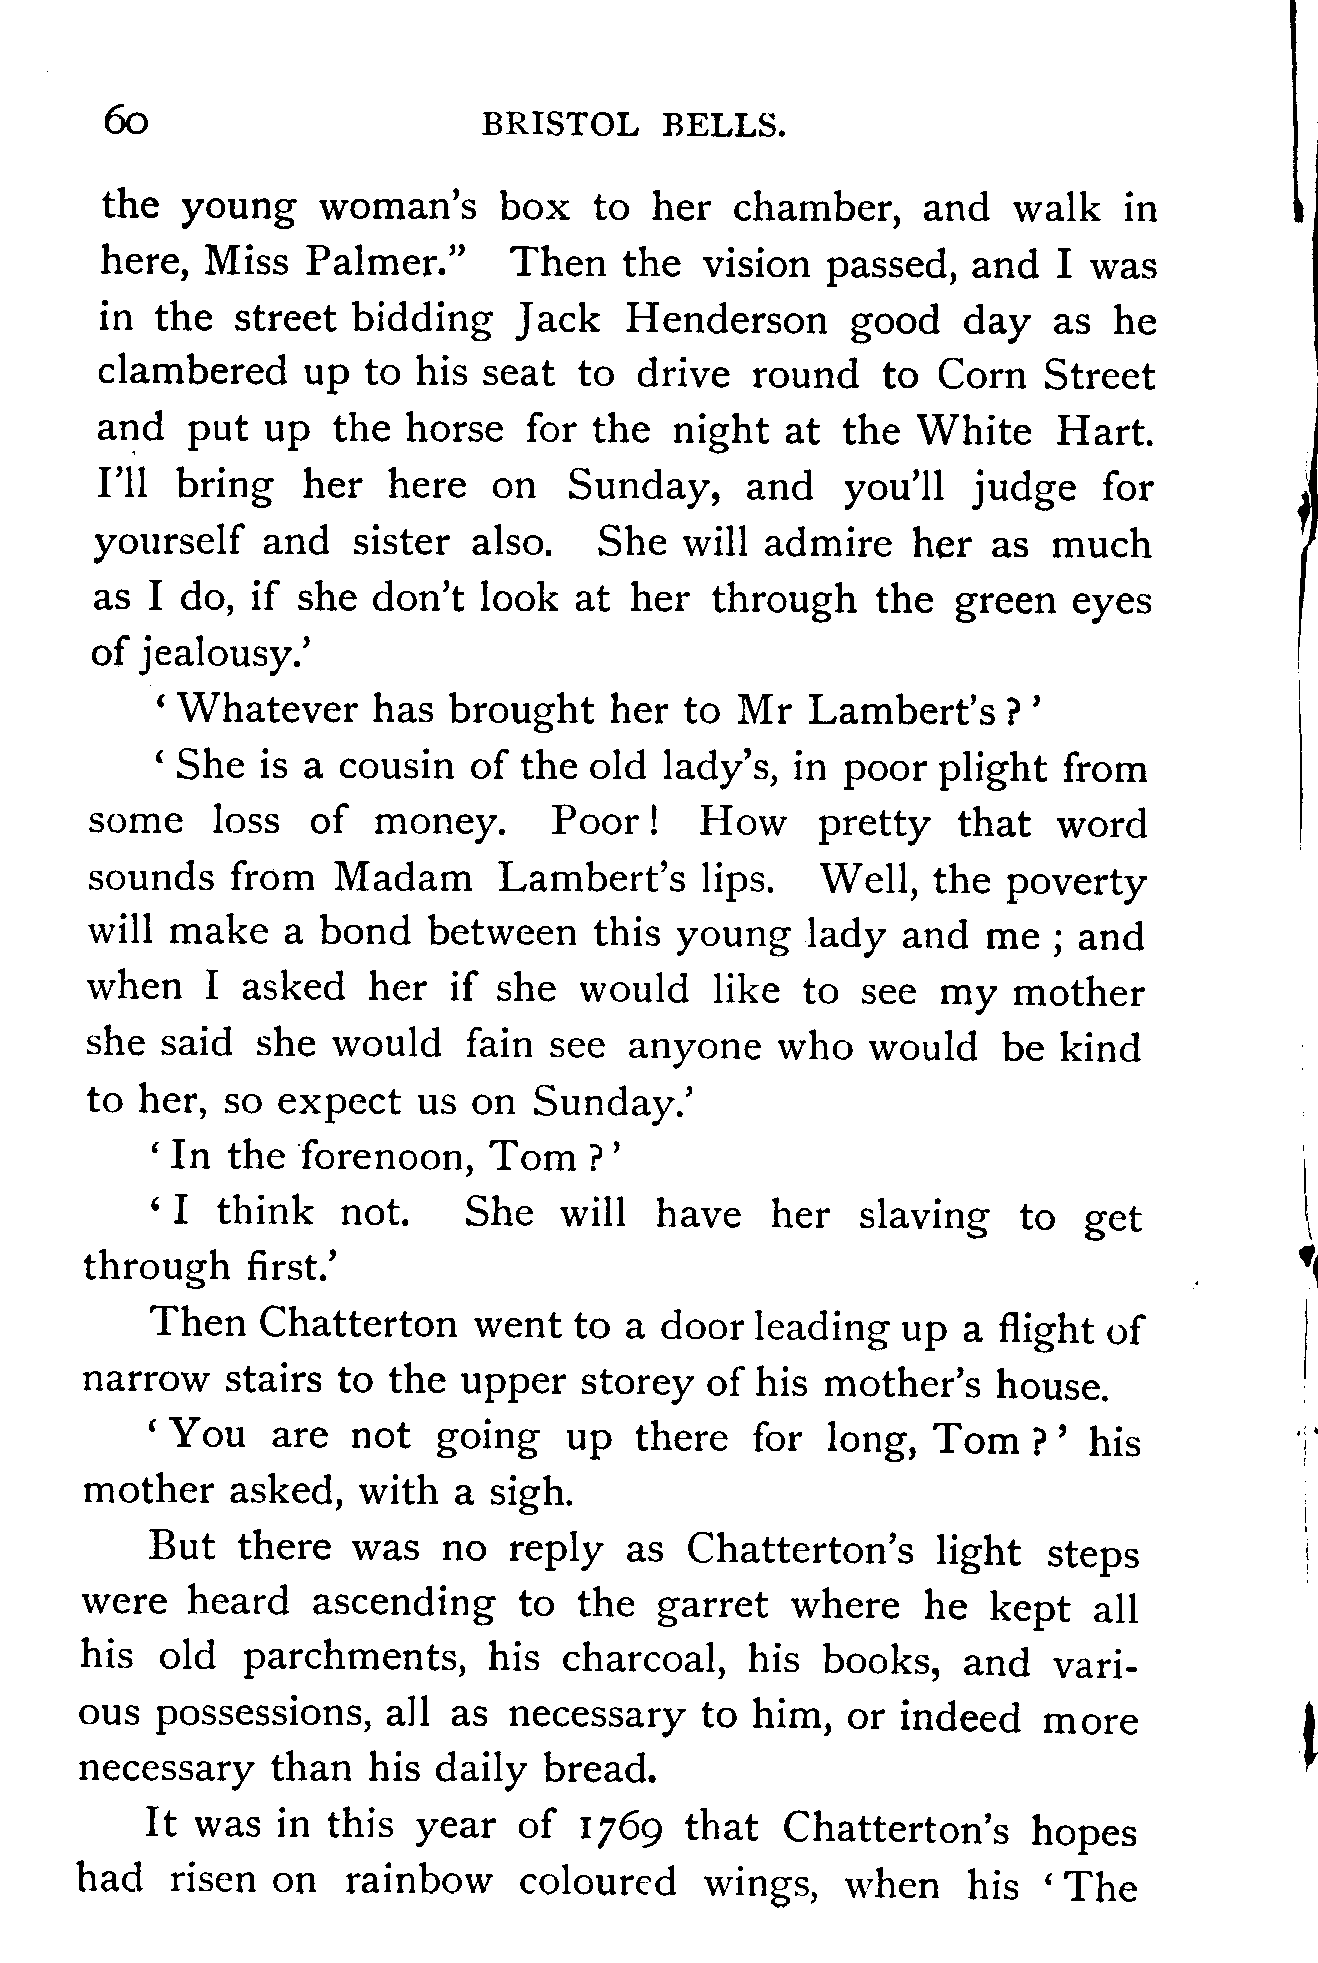 60 BRISTOL BELLS.
the young woman's box to her chamber, and walk in
here, Miss Palmer." Then the vision passed, and I was
in the street bidding Jack Henderson good day as he
clambered up to his seat to drive round to Corn Street
and put up the horse for the night at the White Hart.
I'll bring her here on Sunday, and you'll judge for
yourself and sister also. She will admire her as much
as I do, if she don't look at her through the green eyes
of jealousy.'
‘ Whatever has brought her to Mr Lambert's ? ’
‘ She is a cousin of the old lady's, in poor plight from
some loss of money. Poor ! How pretty that word
sounds from Madam Lambert's lips. Well, the poverty
will make a bond between this young lady and me ; and
when I asked her if she would like to see my mother
she said she would fain see anyone who would be kind
to her, so expect us on Sunday.’
‘ In the forenoon, Tom ? ’
‘ I think not. She will have her slaving to get
through first.’
Then Chatterton went to a door leading up a flight of
narrow stairs to the upper storey of his mother's house.
‘ You are not going up there for long, Tom ? ’ his
mother asked, with a sigh.
But there was no reply as Chatterton's light steps
were heard ascending to the garret where he kept all
his old parchments, his charcoal, his books, and vari-
ous possessions, all as necessary to him, or indeed more
necessary than his daily bread.
It was in this year of 1769 that Chatterton's hopes
had risen on rainbow coloured wings, when his ‘ The